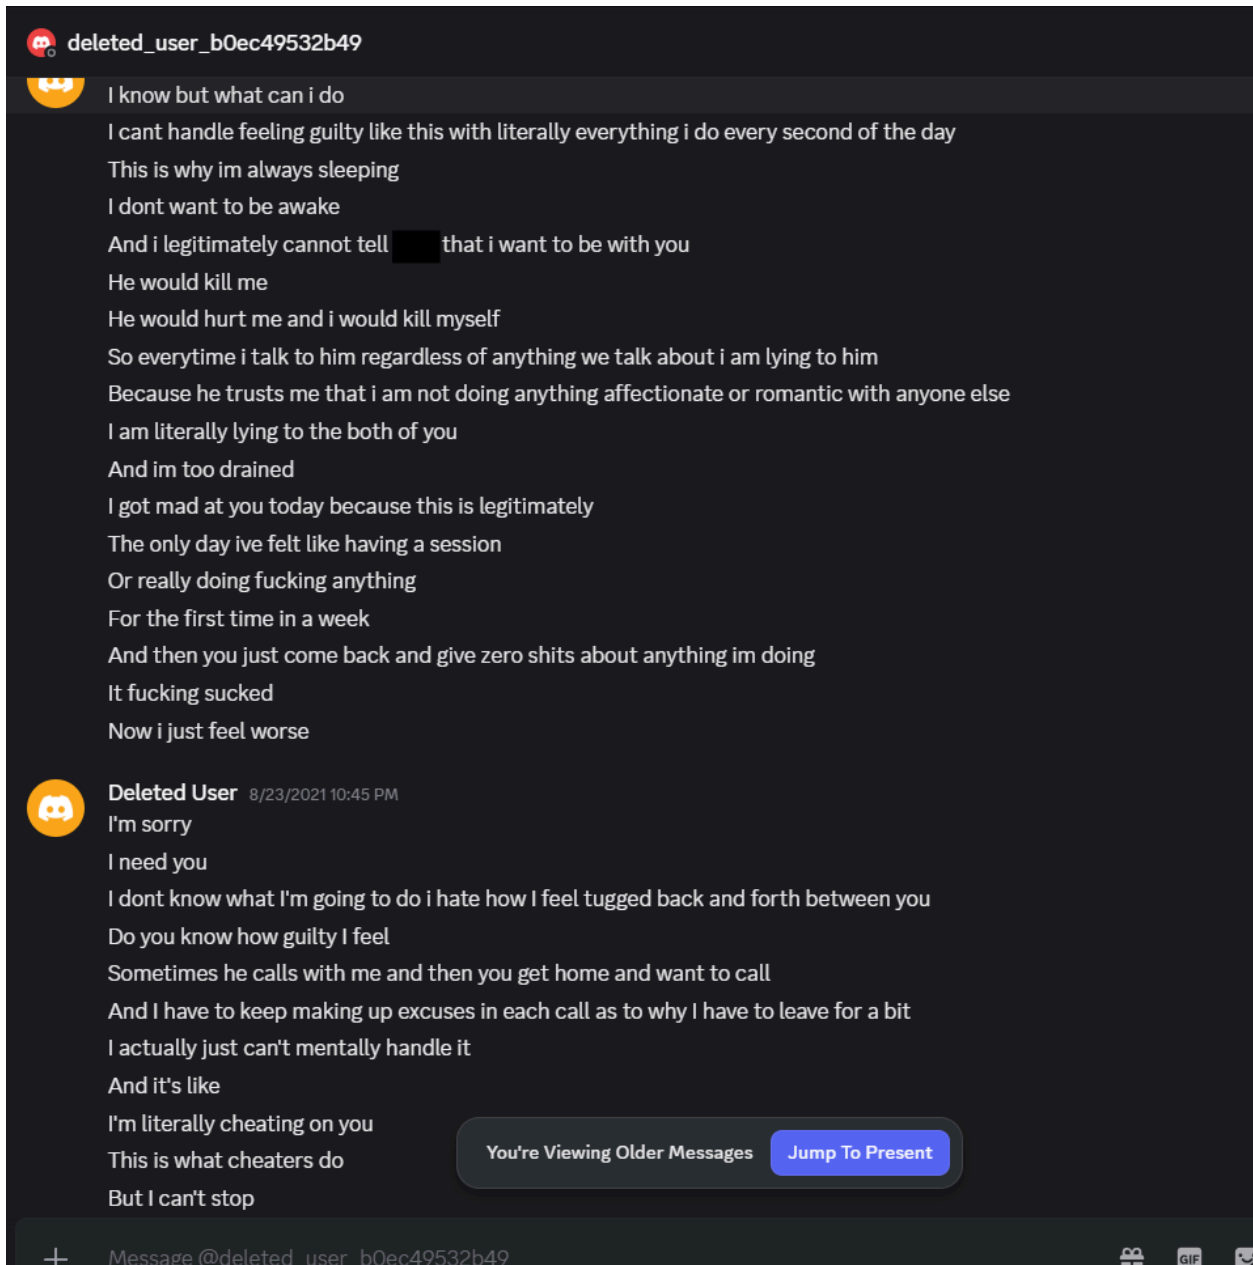 deleted_user_b0ec49532b49
I know but what can i do
I cant handle feeling guilty like this with literally everything i do every second of the day
This is why im always sleeping
I dont want to be awake
And i legitimately cannot tell that i want to be with you
He would kill me
He would hurt me and i would kill myself
So everytime i talk to him regardless of anything we talk about i am lying to him
Because he trusts me that i am not doing anything affectionate or romantic with anyone else
I am literally lying to the both of you
And im too drained
I got mad at you today because this is legitimately
The only day ive felt like having a session
Or really doing fucking anything
For the first time in a week
And then you just come back and give zero shits about anything im doing
It fucking sucked
Now i just feel worse
Deleted User 8/23/2021 10:45 PM
I'm sorry
I need you
I dont know what I'm going to do i hate how I feel tugged back and forth between you
Do you know how guilty I feel
Sometimes he calls with me and then you get home and want to call
And I have to keep making up excuses in each call as to why I have to leave for a bit
I actually just can't mentally handle it
And it's like
I'm literally cheating on you
This is what cheaters do
But I can't stop
You're Viewing Older Messages Jump To Present
Message @deleted_user_b0ec49532b49
GIF